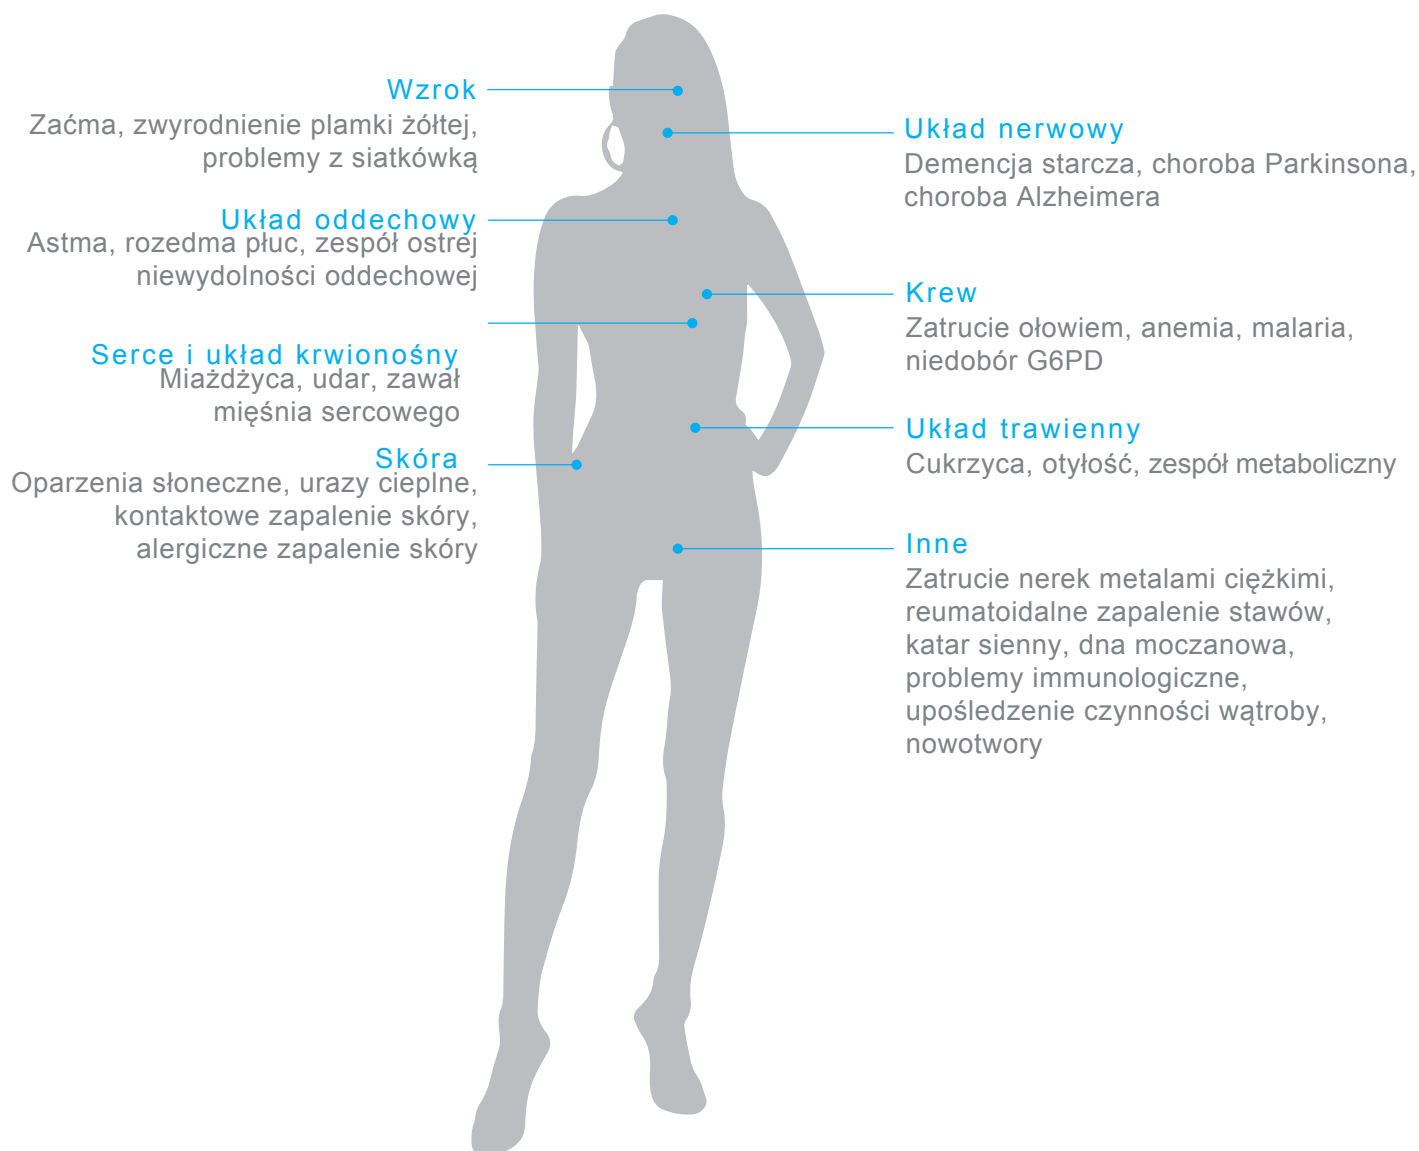 Wzrok
Zaćma, zwyrodnienie plamki żółtej,
problemy z siatkówką
Układ oddechowy
Astma, rozedma płuc, zespół ostrej
niewydolności oddechowej
Serce i układ krwionośny
Miażdżyca, udar, zawał
mięśnia sercowego
Skóra
Oparzenia słoneczne, urazy cieplne,
kontaktowe zapalenie skóry,
alergiczne zapalenie skóry
Układ nerwowy
Demencja starcza, choroba Parkinsona,
choroba Alzheimera
Krew
Zatrucie ołowiem, anemia, malaria,
niedobór G6PD
Układ trawienny
Cukrzyca, otyłość, zespół metaboliczny
Inne
Zatrucie nerek metalami ciężkimi,
reumatoidalne zapalenie stawów,
katar sienny, dna moczanowa,
problemy immunologiczne,
upośledzenie czynności wątroby,
nowotwory